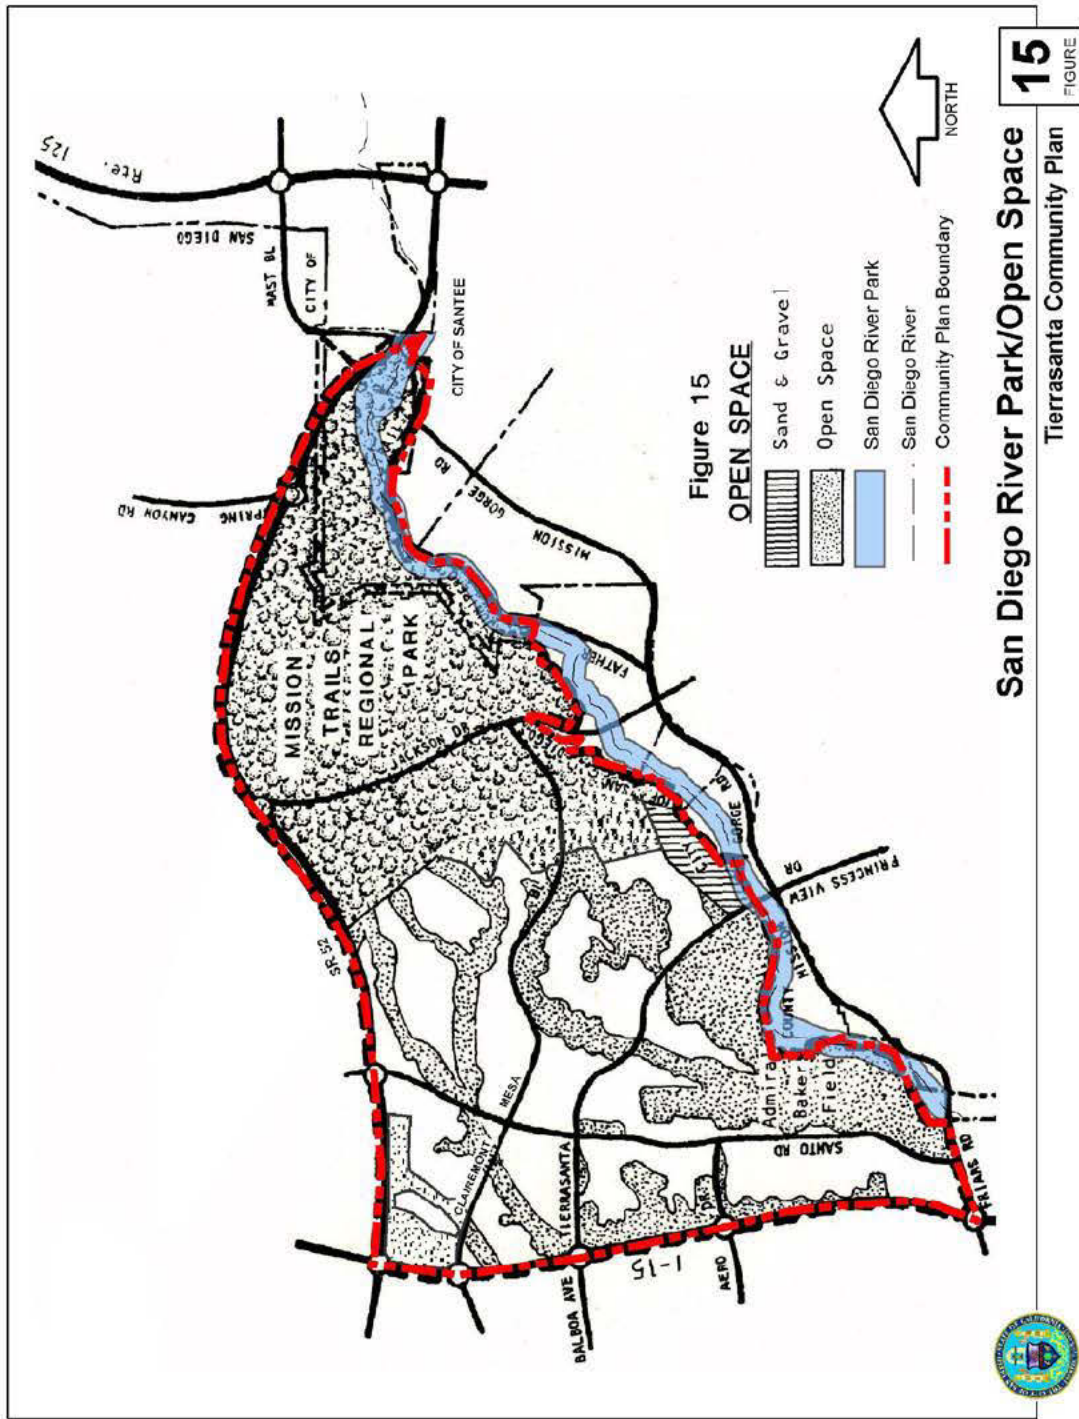 Rte. 125
SAN DIEGO
MAST BL
CITY OF
CITY OF SANTEE
SPRING
CANYON RD
MISSION
GORGE
RD
MISSION
TRAILS
REGIONAL
PARK
FATHER
JACKSON DR
SAN
DIEGO
SR 52
BL
GORGE RD
PRINCESS VIEW
DR
COUNTY
MISSION
Admiral
Baker
Field
MESA
CLAIREMONT
TIERRASANTA
BALBOA AVE
SANTO RD
AERO
DR
I-15
FRIARS RD
NORTH
Figure 15
OPEN SPACE
Sand & Gravel
Open Space
San Diego River Park
San Diego River
Community Plan Boundary
San Diego River Park/Open Space
Tierrasanta Community Plan
15
FIGURE